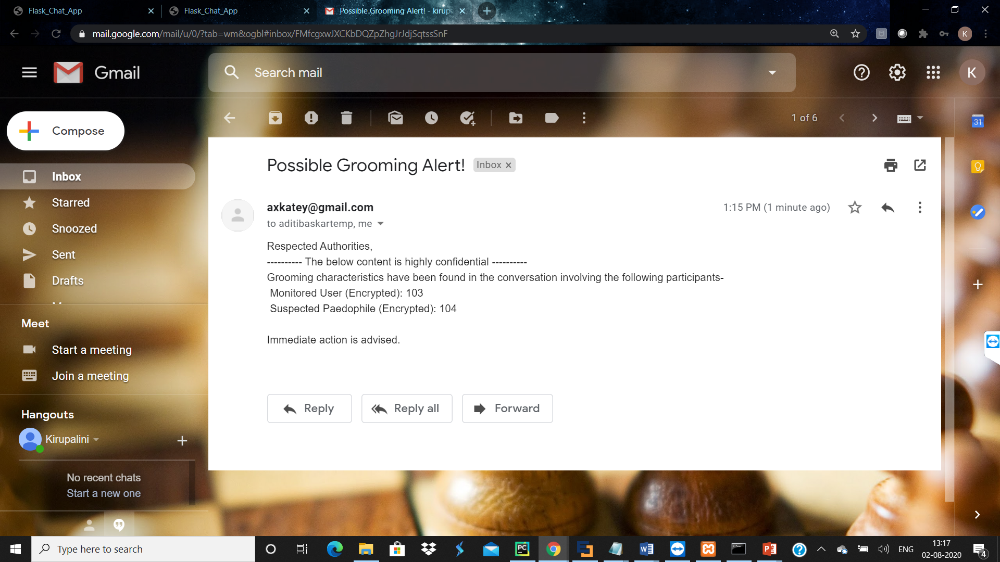 Flask_Chat_App
Flask_Chat_App
Possible Grooming Alert! - kirup
mail.google.com/mail/u/0/?tab=wm&ogbl#inbox/FMfcgxwJXCKbDQZpZhgJrJdjSqtssSnF
K
Gmail
Search mail
K
Compose
1 of 6
31
Inbox
Starred
Snoozed
Sent
Drafts
Meet
Start a meeting
Join a meeting
Hangouts
Kirupalini
No recent chats
Start a new one
Possible Grooming Alert!
Inbox ×
axkatey@gmail.com
1:15 PM (1 minute ago)
to aditibaskartemp, me
Respected Authorities,
---------- The below content is highly confidential ----------
Grooming characteristics have been found in the conversation involving the following participants-
Monitored User (Encrypted): 103
Suspected Paedophile (Encrypted): 104
Immediate action is advised.
Reply
Reply all
Forward
Type here to search
PC
ENG
13:17
02-08-2020
4